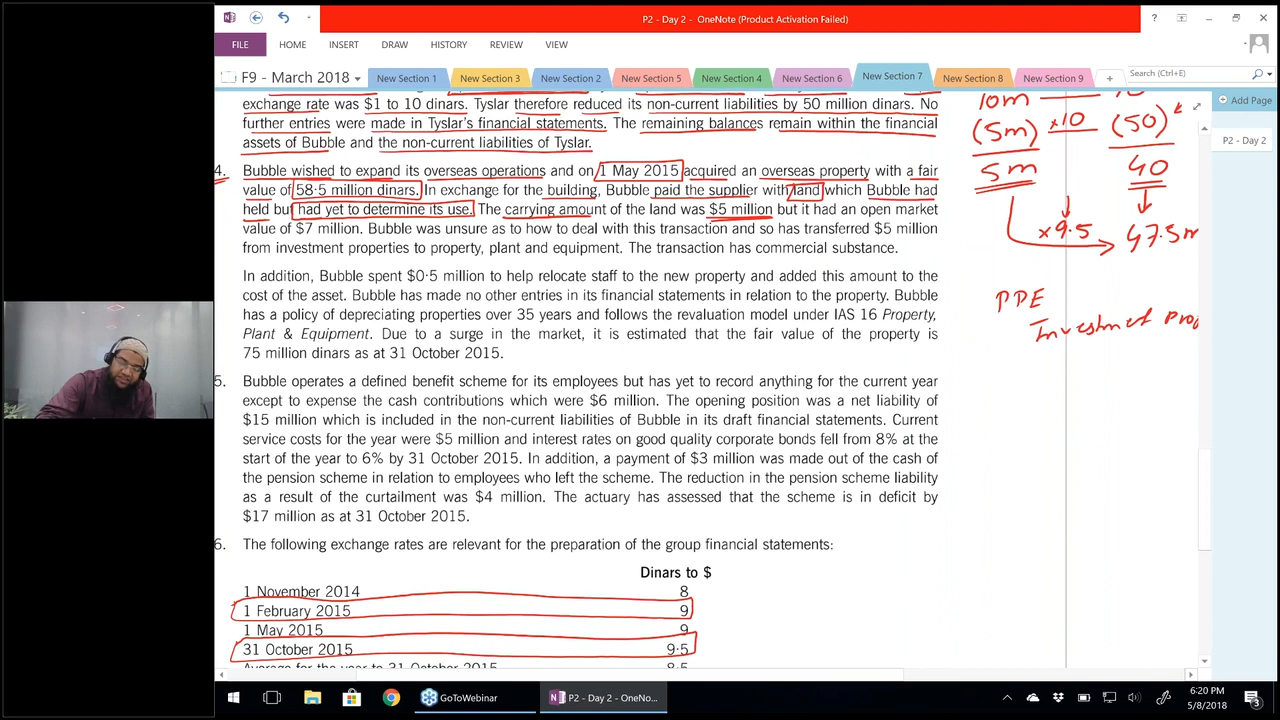 P2 - Day 2 - OneNote (Product Activation Failed)
FILE HOME INSERT DRAW HISTORY REVIEW VIEW
F9 - March 2018 New Section 1 New Section 3 New Section 2 New Section 5 New Section 4 New Section 6 New Section 7 New Section 8 New Section 9 Search (Ctrl+E)
Add Page
P2 - Day 2
exchange rate was $1 to 10 dinars. Tyslar therefore reduced its non-current liabilities by 50 million dinars. No
further entries were made in Tyslar's financial statements. The remaining balances remain within the financial
assets of Bubble and the non-current liabilities of Tyslar.
4. Bubble wished to expand its overseas operations and on 1 May 2015 acquired an overseas property with a fair
value of 58·5 million dinars. In exchange for the building, Bubble paid the supplier with land which Bubble had
held but had yet to determine its use. The carrying amount of the land was $5 million but it had an open market
value of $7 million. Bubble was unsure as to how to deal with this transaction and so has transferred $5 million
from investment properties to property, plant and equipment. The transaction has commercial substance.
In addition, Bubble spent $0·5 million to help relocate staff to the new property and added this amount to the
cost of the asset. Bubble has made no other entries in its financial statements in relation to the property. Bubble
has a policy of depreciating properties over 35 years and follows the revaluation model under IAS 16 Property,
Plant & Equipment. Due to a surge in the market, it is estimated that the fair value of the property is
75 million dinars as at 31 October 2015.
5. Bubble operates a defined benefit scheme for its employees but has yet to record anything for the current year
except to expense the cash contributions which were $6 million. The opening position was a net liability of
$15 million which is included in the non-current liabilities of Bubble in its draft financial statements. Current
service costs for the year were $5 million and interest rates on good quality corporate bonds fell from 8% at the
start of the year to 6% by 31 October 2015. In addition, a payment of $3 million was made out of the cash of
the pension scheme in relation to employees who left the scheme. The reduction in the pension scheme liability
as a result of the curtailment was $4 million. The actuary has assessed that the scheme is in deficit by
$17 million as at 31 October 2015.
6. The following exchange rates are relevant for the preparation of the group financial statements:
Dinars to $
1 November 2014 8
1 February 2015 9
1 May 2015 9
31 October 2015 9·5
Average for the year to 31 October 2015 8·5
10m
(5m) ×10 (50)
5m 40
×9.5 47.5m
PPE
Investment prop
GoToWebinar P2 - Day 2 - OneNo...
6:20 PM
5/8/2018
3